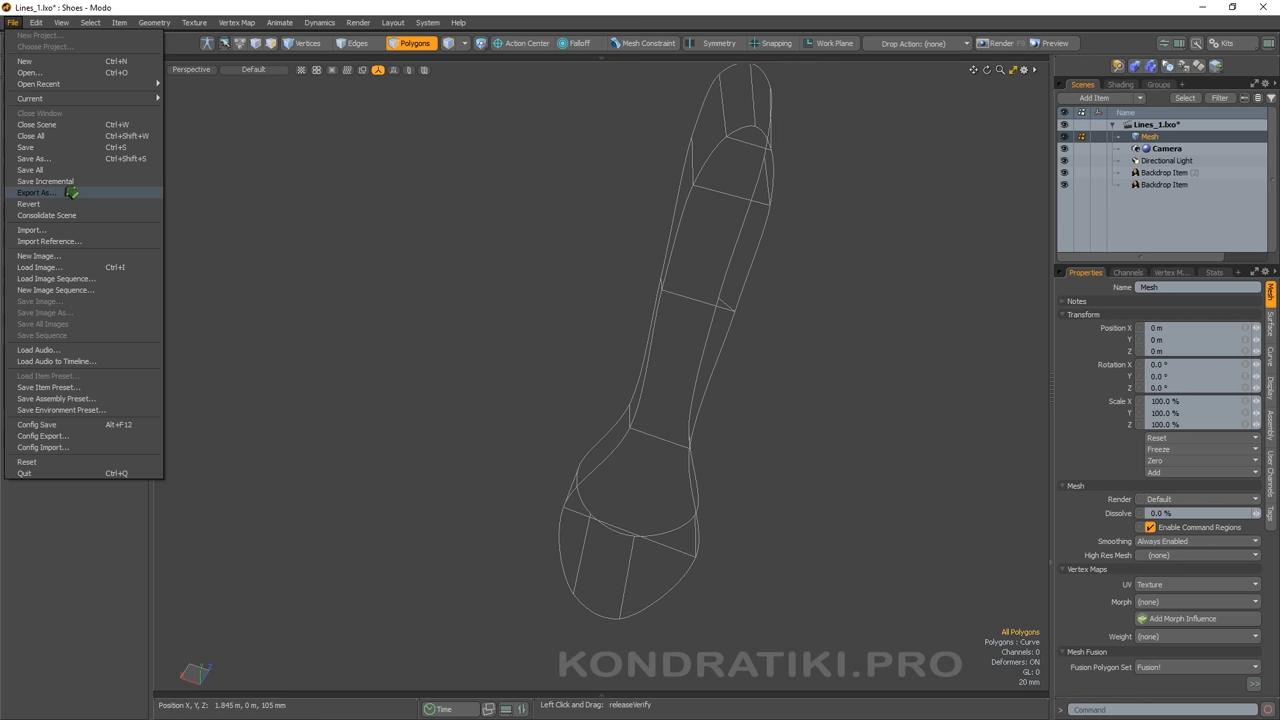 Lines_1.lxo* : Shoes - Modo
File Edit View Select Item Geometry Texture Vertex Map Animate Dynamics Render Layout System Help
Vertices Edges Polygons Action Center Falloff Mesh Constraint Symmetry Snapping Work Plane Drop Action: (none) Render Preview Kits
New Project...
Choose Project...
New Ctrl+N
Open... Ctrl+O
Open Recent
Current
Close Window
Close Scene Ctrl+W
Close All Ctrl+Shift+W
Save Ctrl+S
Save As... Ctrl+Shift+S
Save All
Save Incremental
Export As...
Revert
Consolidate Scene
Import...
Import Reference...
New Image...
Load Image... Ctrl+I
Load Image Sequence...
New Image Sequence...
Save Image...
Save Image As...
Save All Images
Save Sequence
Load Audio...
Load Audio to Timeline...
Load Item Preset...
Save Item Preset...
Save Assembly Preset...
Save Environment Preset...
Config Save Alt+F12
Config Export...
Config Import...
Reset
Quit Ctrl+Q
Perspective Default
All Polygons
Polygons : Curve
Channels: 0
Deformers: ON
GL: 0
20 mm
KONDRATIKI.PRO
Position X, Y, Z: 1.845 m, 0 m, 105 mm
Time
Left Click and Drag: releaseVerify
Scenes Shading Groups
Add Item Select Filter
Name
Lines_1.lxo*
Mesh
Camera
Directional Light
Backdrop Item (2)
Backdrop Item
Properties Channels Vertex M... Stats +
Name Mesh
Notes
Transform
Position X 0 m
Y 0 m
Z 0 m
Rotation X 0.0 °
Y 0.0 °
Z 0.0 °
Scale X 100.0 %
Y 100.0 %
Z 100.0 %
Reset
Freeze
Zero
Add
Mesh
Render Default
Dissolve 0.0 %
Enable Command Regions
Smoothing Always Enabled
High Res Mesh (none)
Vertex Maps
UV Texture
Morph (none)
Add Morph Influence
Weight (none)
Mesh Fusion
Fusion Polygon Set Fusion!
>>
Command
Mesh
Surface
Curve
Display
Assembly
User Channels
Tags